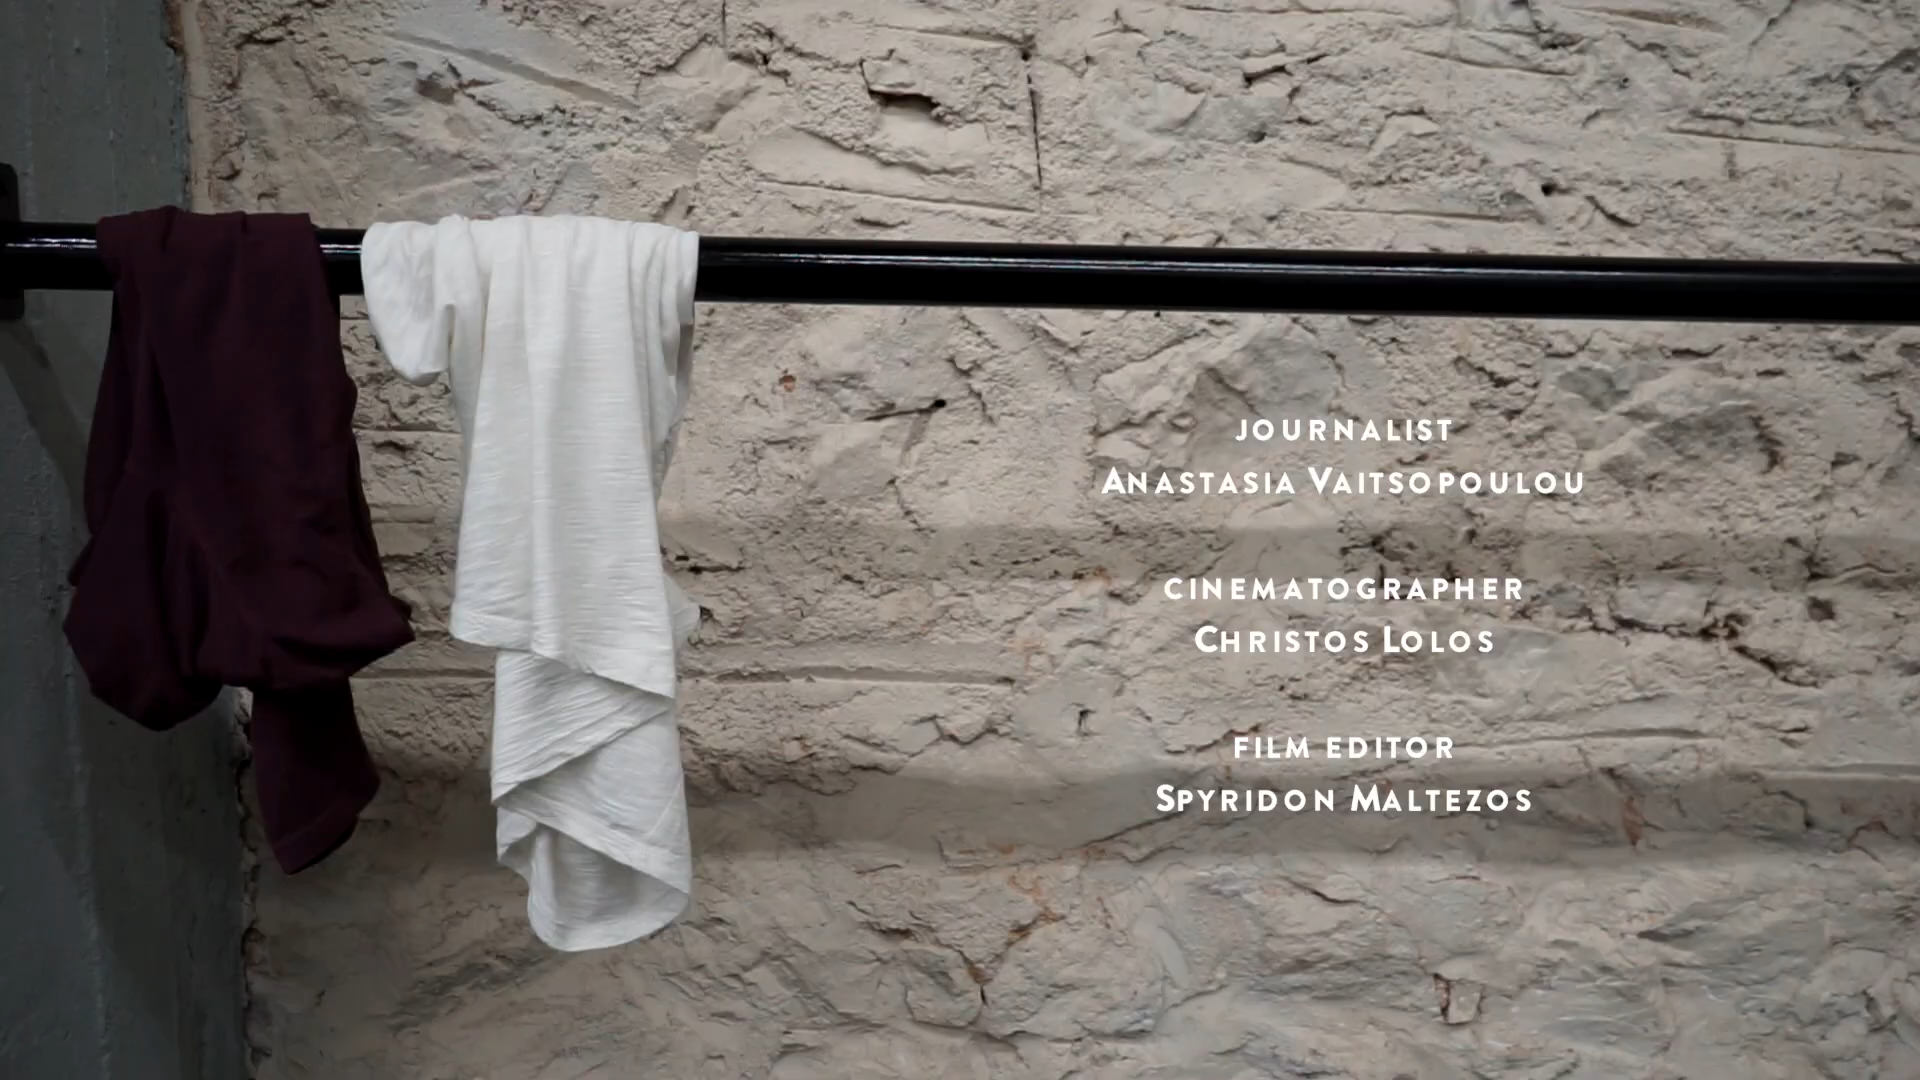 JOURNALIST
ANASTASIA VAITSOPOULOU
CINEMATOGRAPHER
CHRISTOS LOLOS
FILM EDITOR
SPYRIDON MALTEZOS